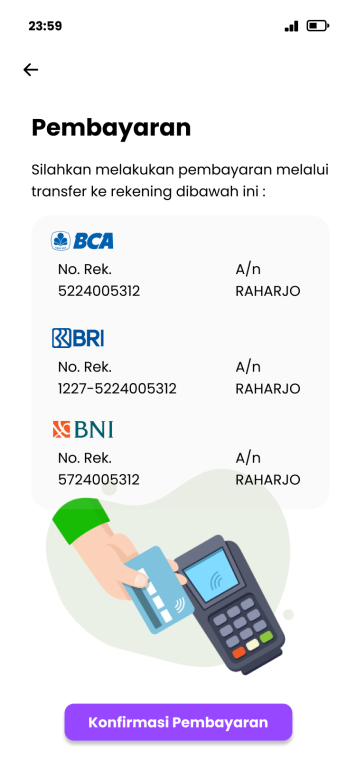 23:59
Pembayaran
Silahkan melakukan pembayaran melalui
transfer ke rekening dibawah ini :
BCA
No. Rek. A/n
5224005312 RAHARJO
BRI
No. Rek. A/n
1227-5224005312 RAHARJO
BNI
No. Rek. A/n
5724005312 RAHARJO
Konfirmasi Pembayaran